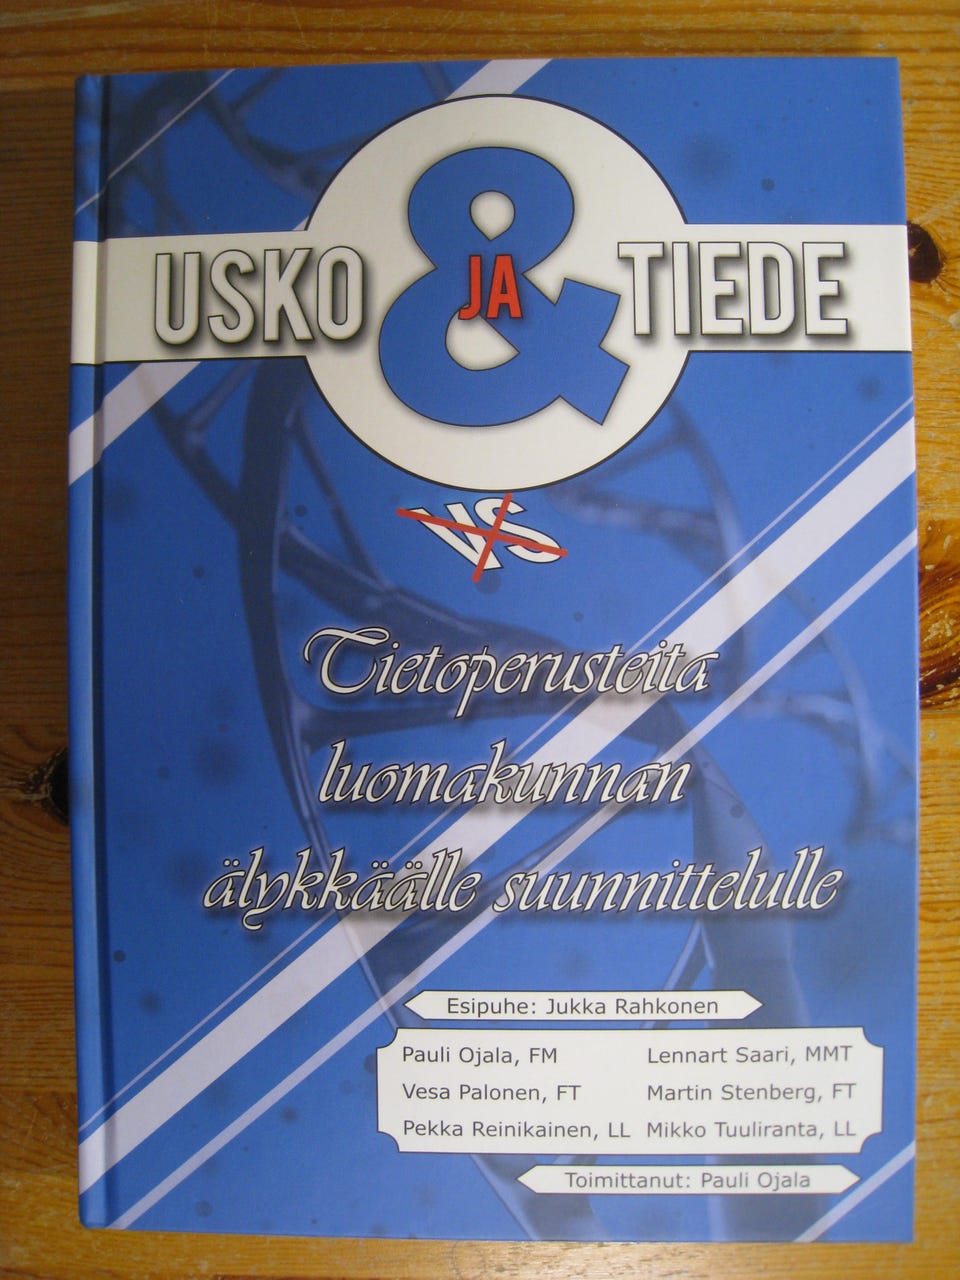 USKO & JA TIEDE
VS
Tietoperusteita
luomakunnan
älykkäälle suunnittelulle
Esipuhe: Jukka Rahkonen
Pauli Ojala, FM Lennart Saari, MMT
Vesa Palonen, FT Martin Stenberg, FT
Pekka Reinikainen, LL Mikko Tuuliranta, LL
Toimittanut: Pauli Ojala